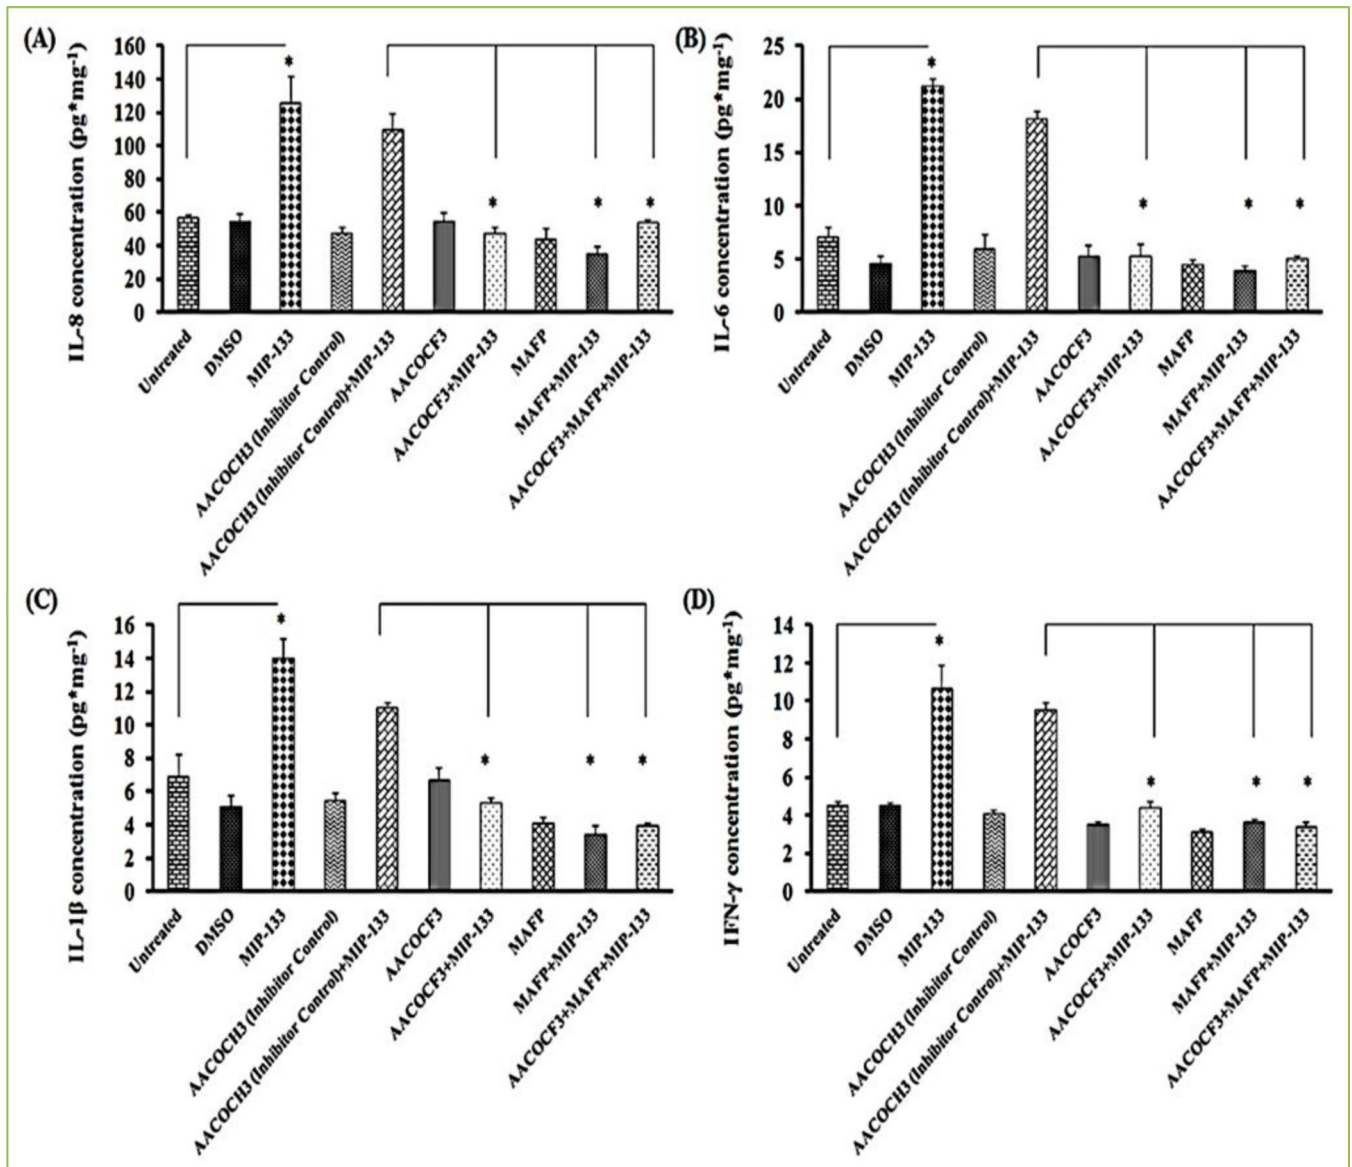 (A)
IL-8 concentration (pg*mg-1)
160
140
120
100
80
60
40
20
0
*
*
*
*
Untreated
DMSO
MIP-133
AACOCH3 (Inhibitor Control)
AACOCH3 (Inhibitor Control)+MIP-133
AACOCF3
AACOCF3+MIP-133
MAFP
MAFP+MIP-133
AACOCF3+MAFP+MIP-133
(B)
IL-6 concentration (pg*mg-1)
25
20
15
10
5
0
*
*
*
*
Untreated
DMSO
MIP-133
AACOCH3 (Inhibitor Control)
AACOCH3 (Inhibitor Control)+MIP-133
AACOCF3
AACOCF3+MIP-133
MAFP
MAFP+MIP-133
AACOCF3+MAFP+MIP-133
(C)
IL-1β concentration (pg*mg-1)
16
14
12
10
8
6
4
2
0
*
*
*
*
Untreated
DMSO
MIP-133
AACOCH3 (Inhibitor Control)
AACOCH3 (Inhibitor Control)+MIP-133
AACOCF3
AACOCF3+MIP-133
MAFP
MAFP+MIP-133
AACOCF3+MAFP+MIP-133
(D)
IFN-γ concentration (pg*mg-1)
14
12
10
8
6
4
2
0
*
*
*
*
Untreated
DMSO
MIP-133
AACOCH3 (Inhibitor Control)
AACOCH3 (Inhibitor Control)+MIP-133
AACOCF3
AACOCF3+MIP-133
MAFP
MAFP+MIP-133
AACOCF3+MAFP+MIP-133